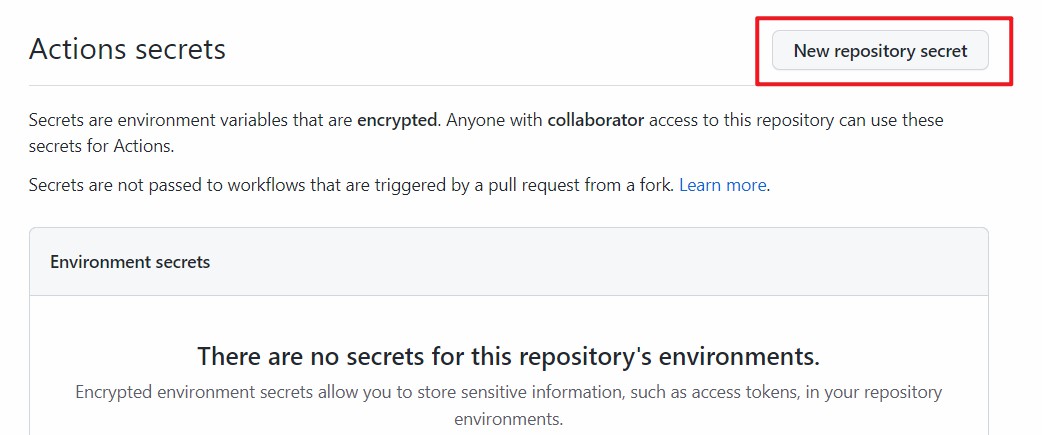 Actions secrets
New repository secret
Secrets are environment variables that are encrypted. Anyone with collaborator access to this repository can use these
secrets for Actions.
Secrets are not passed to workflows that are triggered by a pull request from a fork. Learn more.
Environment secrets
There are no secrets for this repository's environments.
Encrypted environment secrets allow you to store sensitive information, such as access tokens, in your repository
environments.